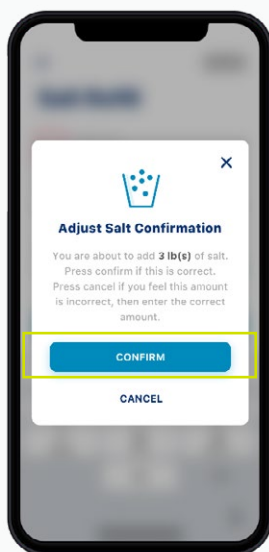 Adjust Salt Confirmation
You are about to add 3 lb(s) of salt.
Press confirm if this is correct.
Press cancel if you feel this amount
is incorrect, then enter the correct
amount.
CONFIRM
CANCEL